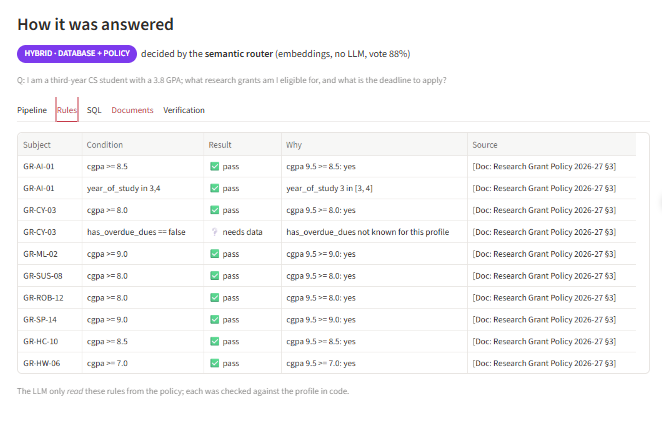 How it was answered
HYBRID · DATABASE + POLICY decided by the semantic router (embeddings, no LLM, vote 88%)
Q: I am a third-year CS student with a 3.8 GPA; what research grants am I eligible for, and what is the deadline to apply?
Pipeline Rules SQL Documents Verification
Subject Condition Result Why Source
GR-AI-01 cgpa >= 8.5 ✅ pass cgpa 9.5 >= 8.5: yes [Doc: Research Grant Policy 2026-27 §3]
GR-AI-01 year_of_study in 3,4 ✅ pass year_of_study 3 in [3, 4] [Doc: Research Grant Policy 2026-27 §3]
GR-CY-03 cgpa >= 8.0 ✅ pass cgpa 9.5 >= 8.0: yes [Doc: Research Grant Policy 2026-27 §3]
GR-CY-03 has_overdue_dues == false ❔ needs data has_overdue_dues not known for this profile [Doc: Research Grant Policy 2026-27 §3]
GR-ML-02 cgpa >= 9.0 ✅ pass cgpa 9.5 >= 9.0: yes [Doc: Research Grant Policy 2026-27 §3]
GR-SUS-08 cgpa >= 8.0 ✅ pass cgpa 9.5 >= 8.0: yes [Doc: Research Grant Policy 2026-27 §3]
GR-ROB-12 cgpa >= 8.0 ✅ pass cgpa 9.5 >= 8.0: yes [Doc: Research Grant Policy 2026-27 §3]
GR-SP-14 cgpa >= 9.0 ✅ pass cgpa 9.5 >= 9.0: yes [Doc: Research Grant Policy 2026-27 §3]
GR-HC-10 cgpa >= 8.5 ✅ pass cgpa 9.5 >= 8.5: yes [Doc: Research Grant Policy 2026-27 §3]
GR-HW-06 cgpa >= 7.0 ✅ pass cgpa 9.5 >= 7.0: yes [Doc: Research Grant Policy 2026-27 §3]
The LLM only read these rules from the policy; each was checked against the profile in code.